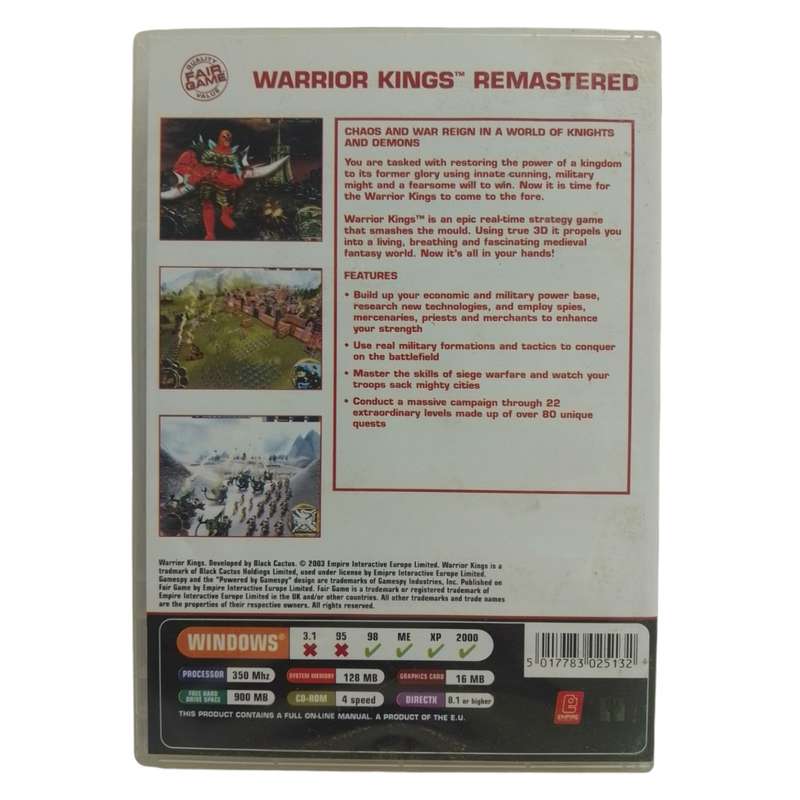 QUALITY
FAIR GAME
VALUE
WARRIOR KINGS™ REMASTERED
CHAOS AND WAR REIGN IN A WORLD OF KNIGHTS
AND DEMONS
You are tasked with restoring the power of a kingdom
to its former glory using innate cunning, military
might and a fearsome will to win. Now it is time for
the Warrior Kings to come to the fore.
Warrior Kings™ is an epic real-time strategy game
that smashes the mould. Using true 3D it propels you
into a living, breathing and fascinating medieval
fantasy world. Now it's all in your hands!
FEATURES
• Build up your economic and military power base,
research new technologies, and employ spies,
mercenaries, priests and merchants to enhance
your strength
• Use real military formations and tactics to conquer
on the battlefield
• Master the skills of siege warfare and watch your
troops sack mighty cities
• Conduct a massive campaign through 22
extraordinary levels made up of over 80 unique
quests
Warrior Kings. Developed by Black Cactus. © 2003 Empire Interactive Europe Limited. Warrior Kings is a
trademark of Black Cactus Holdings Limited, used under license by Emipre Interactive Europe Limited.
Gamespy and the "Powered by Gamespy" design are trademarks of Gamespy Industries, Inc. Published on
Fair Game by Empire Interactive Europe Limited. Fair Game is a trademark or registered trademark of
Empire Interactive Europe Limited in the UK and/or other countries. All other trademarks and trade names
are the properties of their respective owners. All rights reserved.
WINDOWS® 3.1 95 98 ME XP 2000
PROCESSOR 350 Mhz SYSTEM MEMORY 128 MB GRAPHICS CARD 16 MB
FREE HARD DRIVE SPACE 900 MB CD-ROM 4 speed DIRECTX 8.1 or higher
THIS PRODUCT CONTAINS A FULL ON-LINE MANUAL. A PRODUCT OF THE E.U.
5 017783 025132
EMPIRE